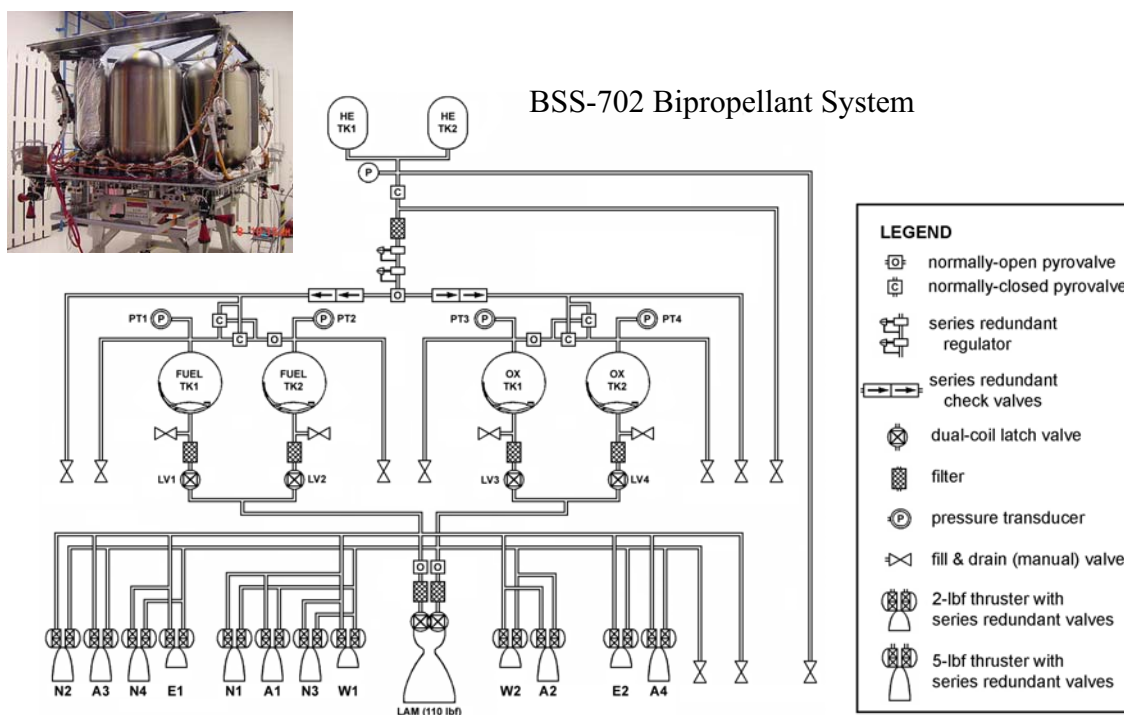 BSS-702 Bipropellant System
HE
TK1
HE
TK2
P
C
O
PT1
P
C
C
O
P
PT2
PT3
P
O
C
C
P
PT4
FUEL
TK1
FUEL
TK2
OX
TK1
OX
TK2
LV1
LV2
LV3
LV4
O
O
N2
A3
N4
E1
N1
A1
N3
W1
LAM (110 lbf)
W2
A2
E2
A4
LEGEND
O
normally-open pyrovalve
C
normally-closed pyrovalve
series redundant
regulator
series redundant
check valves
dual-coil latch valve
filter
P
pressure transducer
fill & drain (manual) valve
2-lbf thruster with
series redundant valves
5-lbf thruster with
series redundant valves